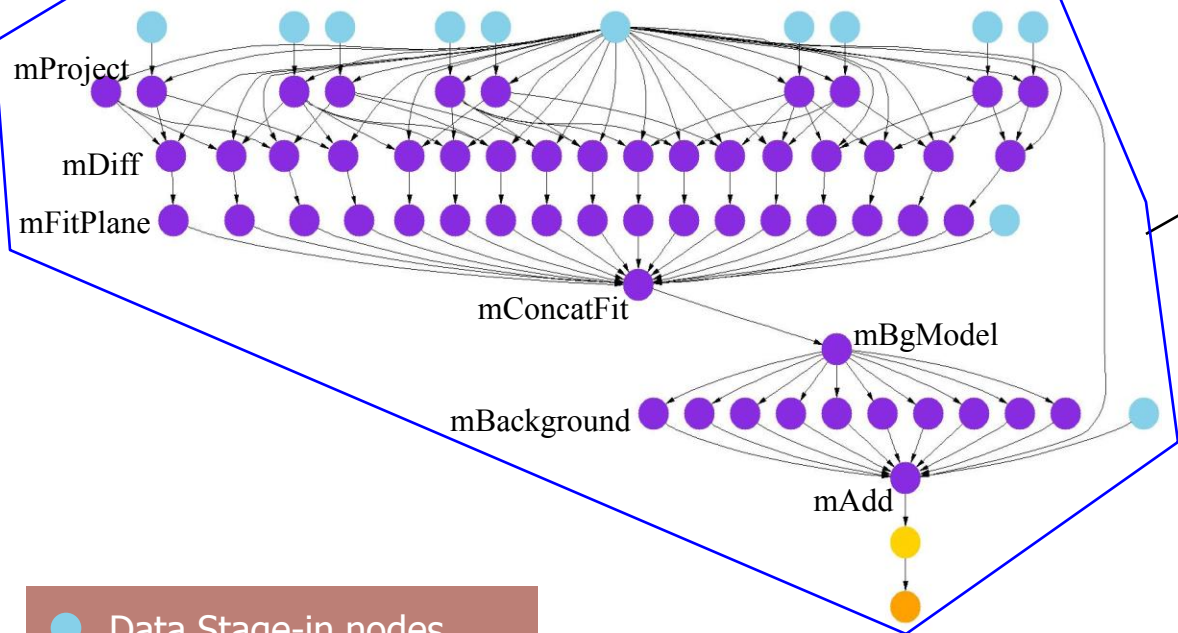 mProject
mDiff
mFitPlane
mConcatFit
mBgModel
mBackground
mAdd
Data Stage-in nodes